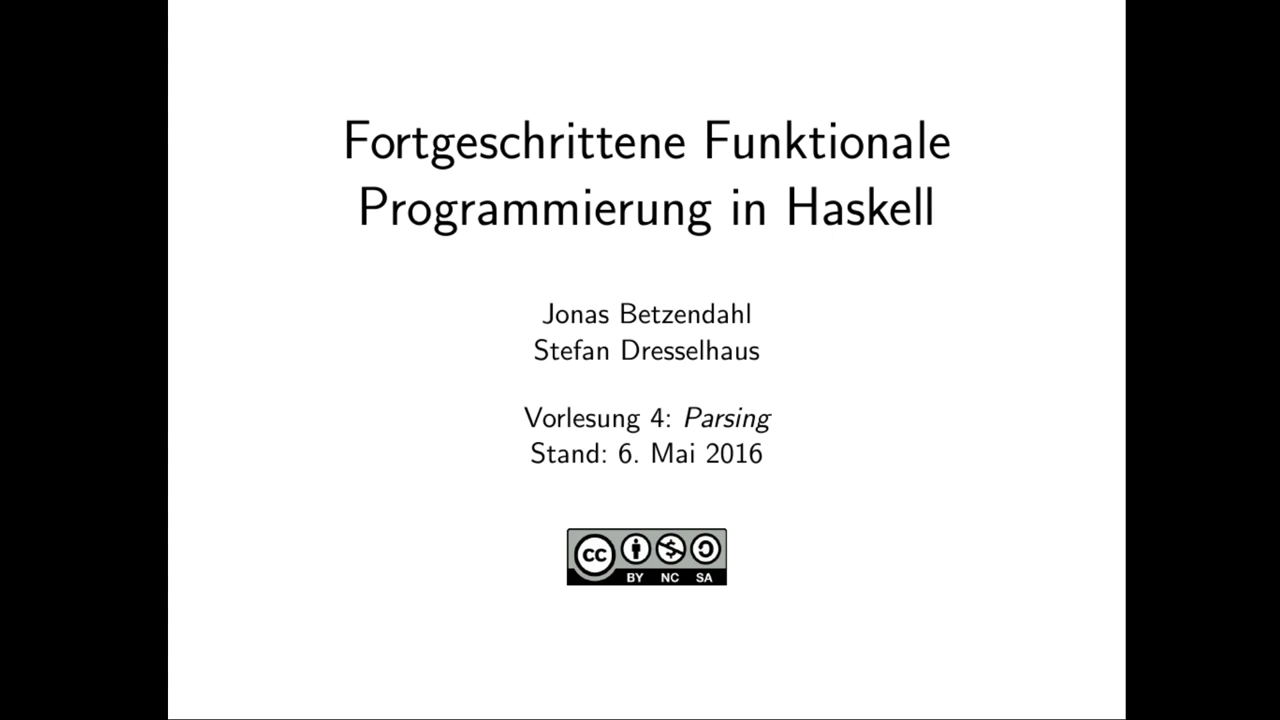 Fortgeschrittene Funktionale
Programmierung in Haskell
Jonas Betzendahl
Stefan Dresselhaus
Vorlesung 4: Parsing
Stand: 6. Mai 2016
cc
BY NC SA